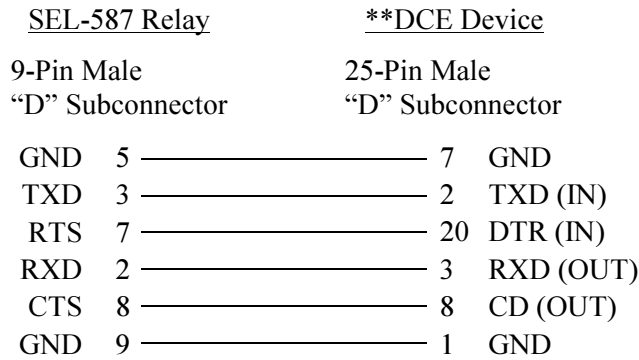 SEL-587 Relay **DCE Device
9-Pin Male 25-Pin Male
“D” Subconnector “D” Subconnector
GND 5 7 GND
TXD 3 2 TXD (IN)
RTS 7 20 DTR (IN)
RXD 2 3 RXD (OUT)
CTS 8 8 CD (OUT)
GND 9 1 GND